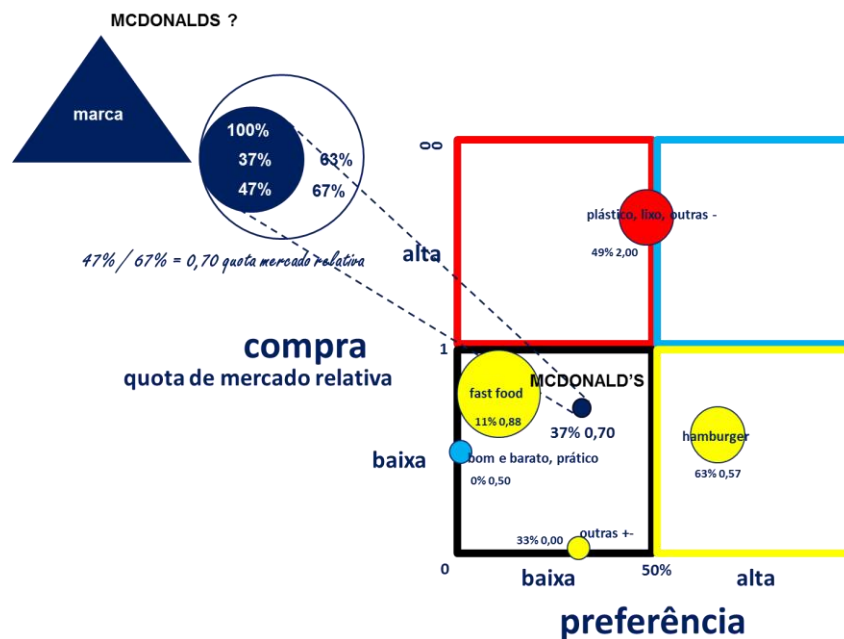 MCDONALDS ?
marca
100%
37%
63%
47%
67%
47% / 67% = 0,70 quota mercado relativa
∞
alta
plástico, lixo, outras -
49% 2,00
1
compra
quota de mercado relativa
MCDONALD'S
fast food
11% 0,88
37% 0,70
hamburger
63% 0,57
baixa
bom e barato, prático
0% 0,50
outras +-
33% 0,00
0
baixa
50%
alta
preferência